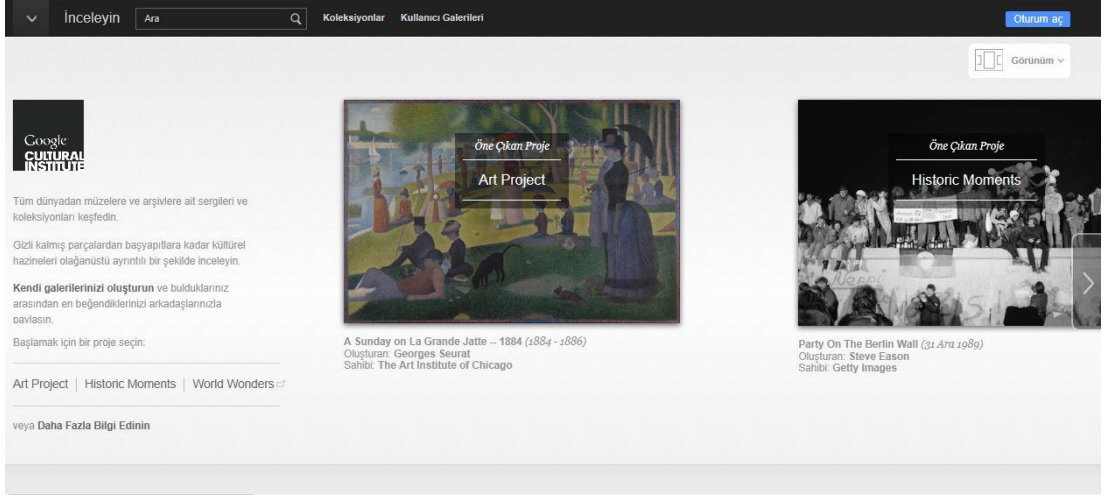 İnceleyin
Ara
Koleksiyonlar
Kullanıcı Galerileri
Oturum aç
Görünüm
Google
CULTURAL
INSTITUTE
Tüm dünyadan müzelere ve arşivlere ait sergileri ve
koleksiyonları keşfedin.
Gizli kalmış parçalardan başyapıtlara kadar kültürel
hazineleri olağanüstü ayrıntılı bir şekilde inceleyin.
Kendi galerilerinizi oluşturun ve bulduklarınız
arasından en beğendiklerinizi arkadaşlarınızla
paylaşın.
Başlamak için bir proje seçin:
Art Project | Historic Moments | World Wonders
veya Daha Fazla Bilgi Edinin
Öne Çıkan Proje
Art Project
A Sunday on La Grande Jatte -- 1884 (1884 - 1886)
Oluşturan: Georges Seurat
Sahibi: The Art Institute of Chicago
Öne Çıkan Proje
Historic Moments
Party On The Berlin Wall (31 Ara 1989)
Oluşturan: Steve Eason
Sahibi: Getty Images